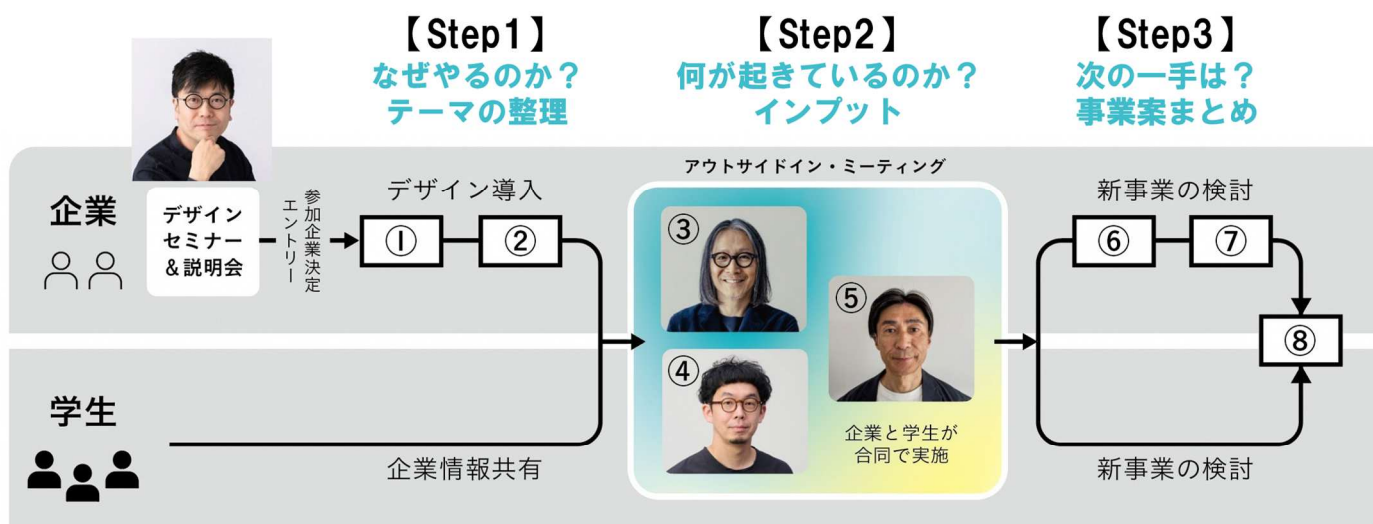 【Step1】
なぜやるのか？
テーマの整理
【Step2】
何が起きているのか？
インプット
【Step3】
次の一手は？
事業案まとめ
企業
デザイン
セミナー
＆説明会
参加企業決定
エントリー
デザイン導入
①
②
アウトサイドイン・ミーティング
③
④
⑤
企業と学生が
合同で実施
新事業の検討
⑥
⑦
⑧
学生
企業情報共有
新事業の検討